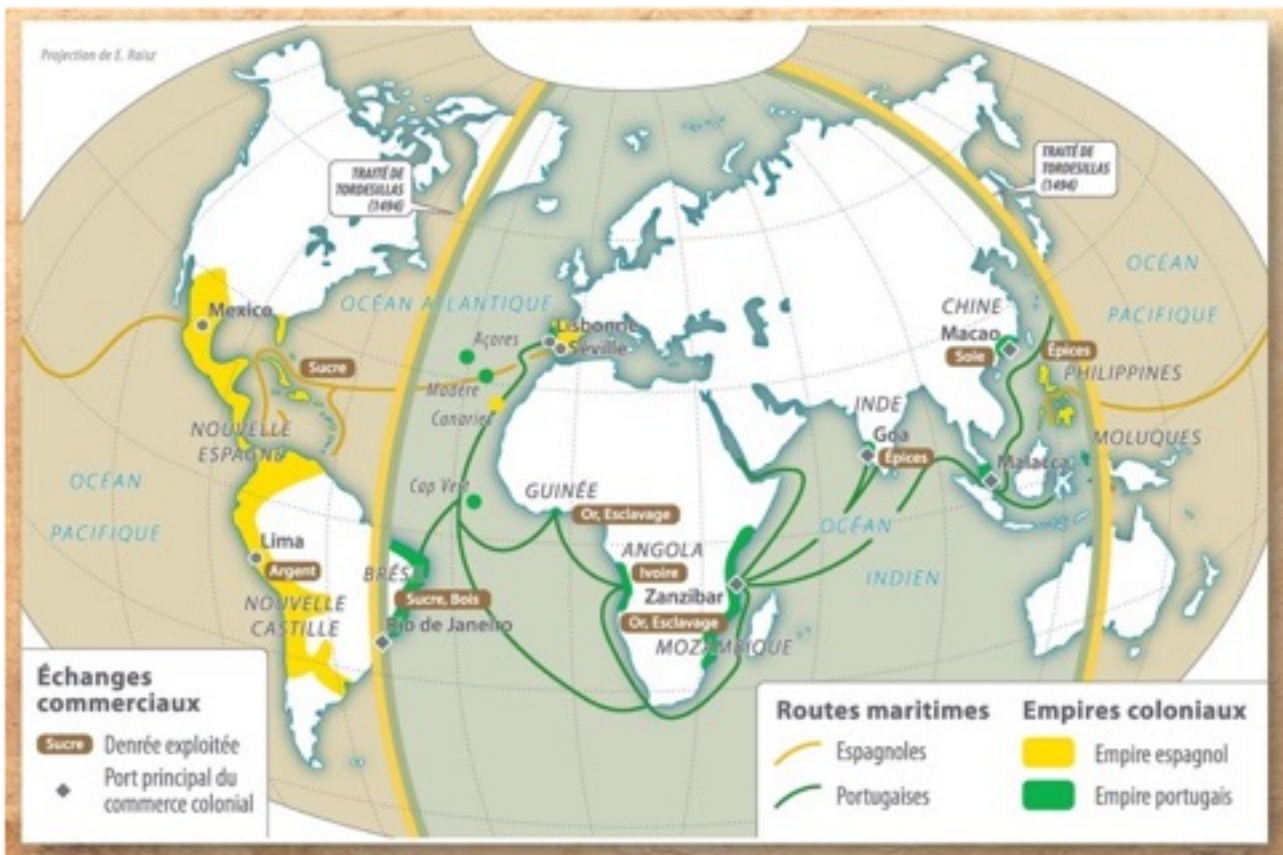 Projection de E. Raisz
TRAITÉ DE
TORDESILLAS
(1494)
TRAITÉ DE
TORDESILLAS
(1494)
OCÉAN
PACIFIQUE
OCÉAN ATLANTIQUE
Mexico
Sucre
Açores
Lisbonne
Séville
Madère
Canaries
CHINE
Macao
Soie
Épices
PHILIPPINES
INDE
Goa
Épices
MOLUQUES
Malacca
NOUVELLE
ESPAGNE
OCÉAN
PACIFIQUE
Cap Vert
GUINÉE
Or, Esclavage
OCÉAN
INDIEN
Lima
Argent
BRÉSIL
Sucre, Bois
Rio de Janeiro
ANGOLA
Ivoire
Zanzibar
Or, Esclavage
MOZAMBIQUE
NOUVELLE
CASTILLE
Échanges
commerciaux
Sucre Denrée exploitée
Port principal du
commerce colonial
Routes maritimes
Espagnoles
Portugaises
Empires coloniaux
Empire espagnol
Empire portugais